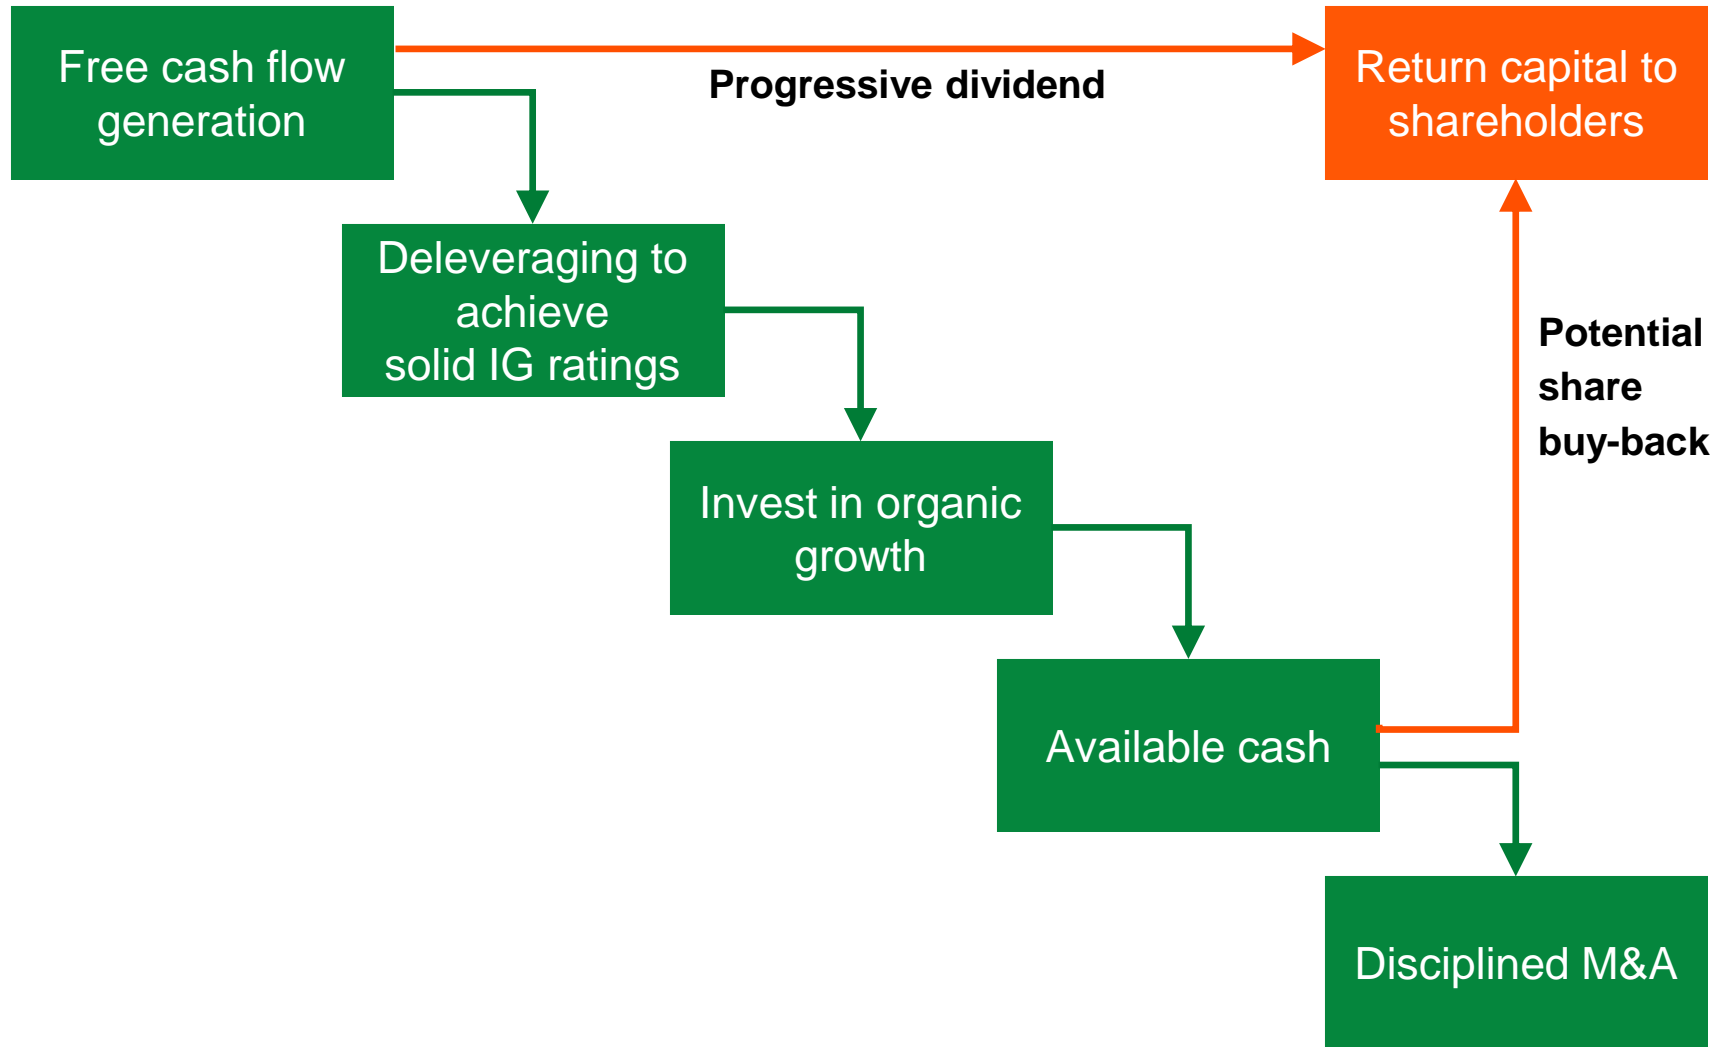 Free cash flow
generation
Progressive dividend
Return capital to
shareholders
Deleveraging to
achieve
solid IG ratings
Potential
share
buy-back
Invest in organic
growth
Available cash
Disciplined M&A